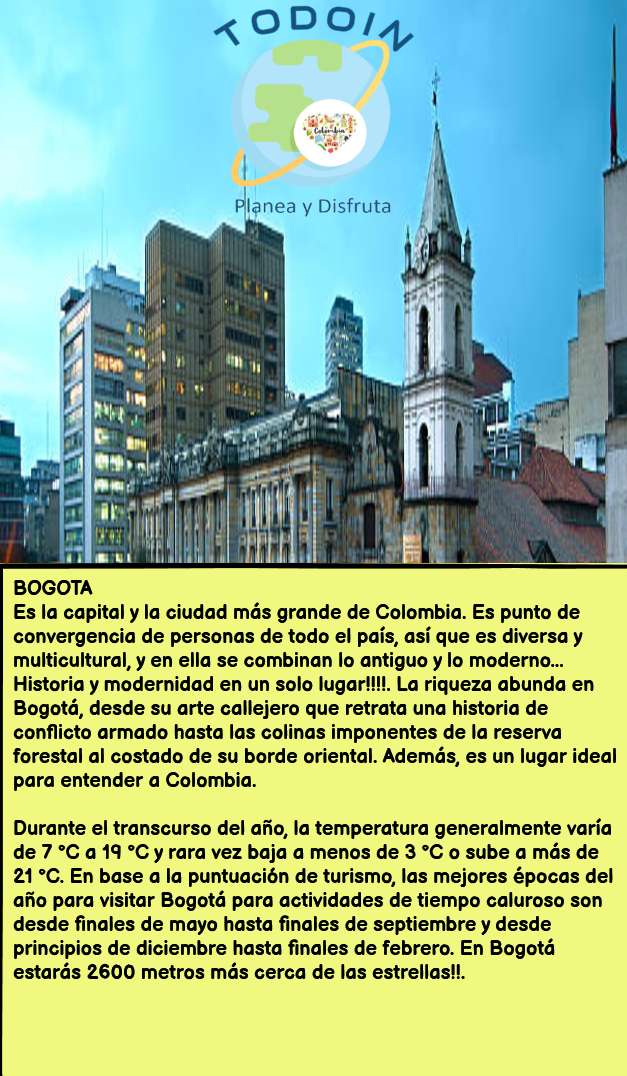 TODOIN
Colombia
Planea y Disfruta
BOGOTA
Es la capital y la ciudad más grande de Colombia. Es punto de
convergencia de personas de todo el país, así que es diversa y
multicultural, y en ella se combinan lo antiguo y lo moderno...
Historia y modernidad en un solo lugar!!!!. La riqueza abunda en
Bogotá, desde su arte callejero que retrata una historia de
conflicto armado hasta las colinas imponentes de la reserva
forestal al costado de su borde oriental. Además, es un lugar ideal
para entender a Colombia.
Durante el transcurso del año, la temperatura generalmente varía
de 7 °C a 19 °C y rara vez baja a menos de 3 °C o sube a más de
21 °C. En base a la puntuación de turismo, las mejores épocas del
año para visitar Bogotá para actividades de tiempo caluroso son
desde finales de mayo hasta finales de septiembre y desde
principios de diciembre hasta finales de febrero. En Bogotá
estarás 2600 metros más cerca de las estrellas!!.